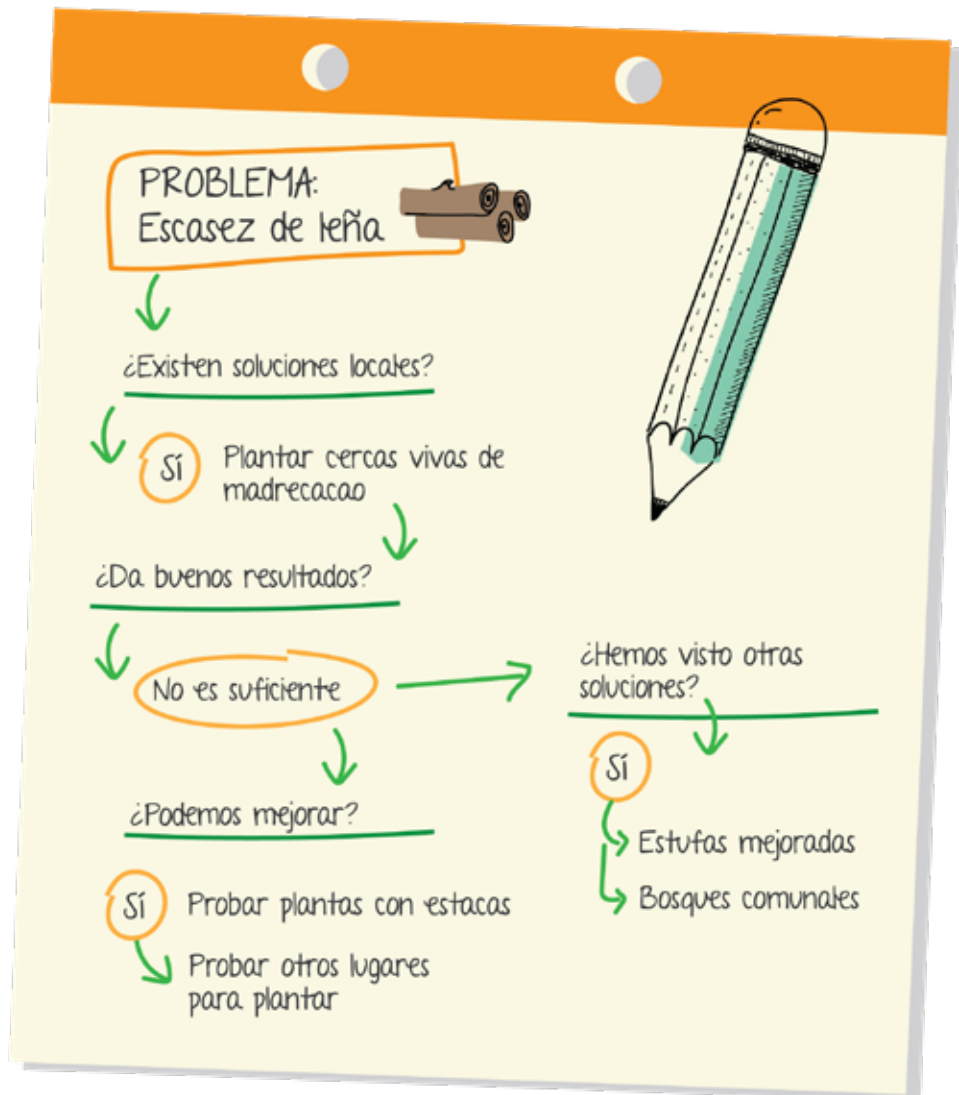 PROBLEMA:
Escasez de leña
¿Existen soluciones locales?
Sí
Plantar cercas vivas de
madrecacao
¿Da buenos resultados?
No es suficiente
¿Hemos visto otras
soluciones?
Sí
Estufas mejoradas
Bosques comunales
¿Podemos mejorar?
Sí
Probar plantas con estacas
Probar otros lugares
para plantar